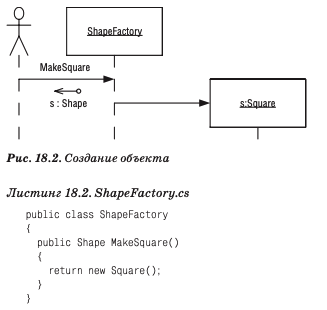 ShapeFactory
MakeSquare
s : Shape
s:Square
Рис. 18.2. Создание объекта
Листинг 18.2. ShapeFactory.cs
public class ShapeFactory
{
public Shape MakeSquare()
{
return new Square();
}
}